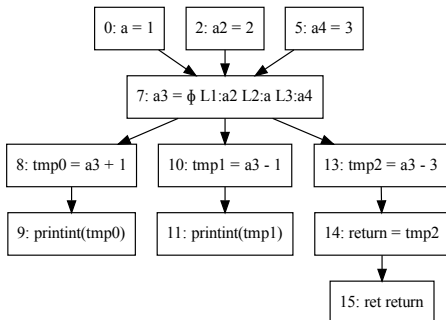 0: a = 1
2: a2 = 2
5: a4 = 3
7: a3 = ϕ L1:a2 L2:a L3:a4
8: tmp0 = a3 + 1
10: tmp1 = a3 - 1
13: tmp2 = a3 - 3
9: printint(tmp0)
11: printint(tmp1)
14: return = tmp2
15: ret return